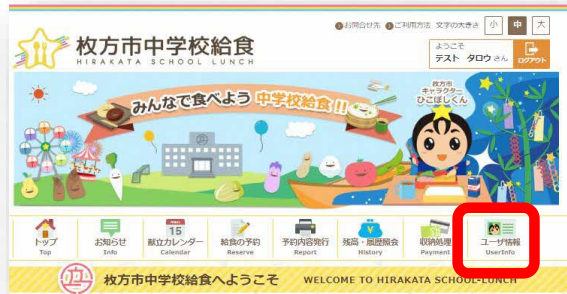 お問合せ先 ご利用方法 文字の大きさ 小 中 大
枚方市中学校給食
HIRAKATA SCHOOL LUNCH
ようこそ
テスト タロウ さん
ログアウト
みんなで食べよう 中学校給食!!
枚方市
キャラクター
ひこぼしくん
トップ
Top
お知らせ
Info
15
献立カレンダー
Calendar
給食の予約
Reserve
予約内容発行
Report
残高・履歴照会
History
収納処理
Payment
ユーザ情報
UserInfo
枚方市中学校給食へようこそ WELCOME TO HIRAKATA SCHOOL-LUNCH